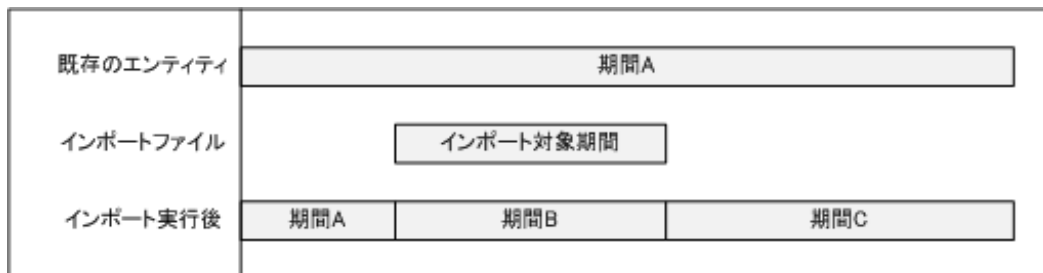 既存のエンティティ
期間A
インポートファイル
インポート対象期間
インポート実行後
期間A
期間B
期間C